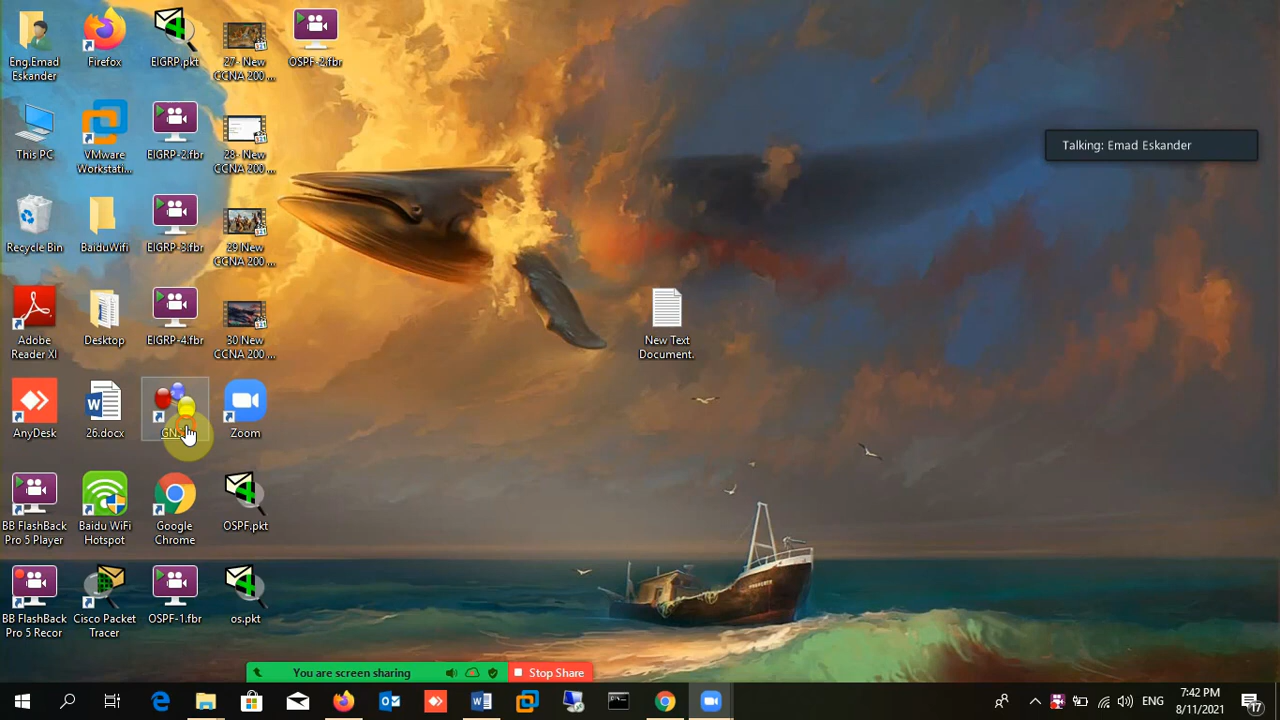 Eng.Emad
Eskander
Firefox
EIGRP.pkt
27- New
CCNA 200 ...
OSPF-2.fbr
This PC
VMware
Workstati...
EIGRP-2.fbr
28- New
CCNA 200 ...
Talking: Emad Eskander
Recycle Bin
BaiduWifi
EIGRP-3.fbr
29 New
CCNA 200 ...
Adobe
Reader XI
Desktop
EIGRP-4.fbr
30 New
CCNA 200 ...
New Text
Document.
AnyDesk
26.docx
Zoom
BB FlashBack
Pro 5 Player
Baidu WiFi
Hotspot
Google
Chrome
OSPF.pkt
BB FlashBack
Pro 5 Recor
Cisco Packet
Tracer
OSPF-1.fbr
os.pkt
You are screen sharing
Stop Share
ENG
7:42 PM
8/11/2021
17